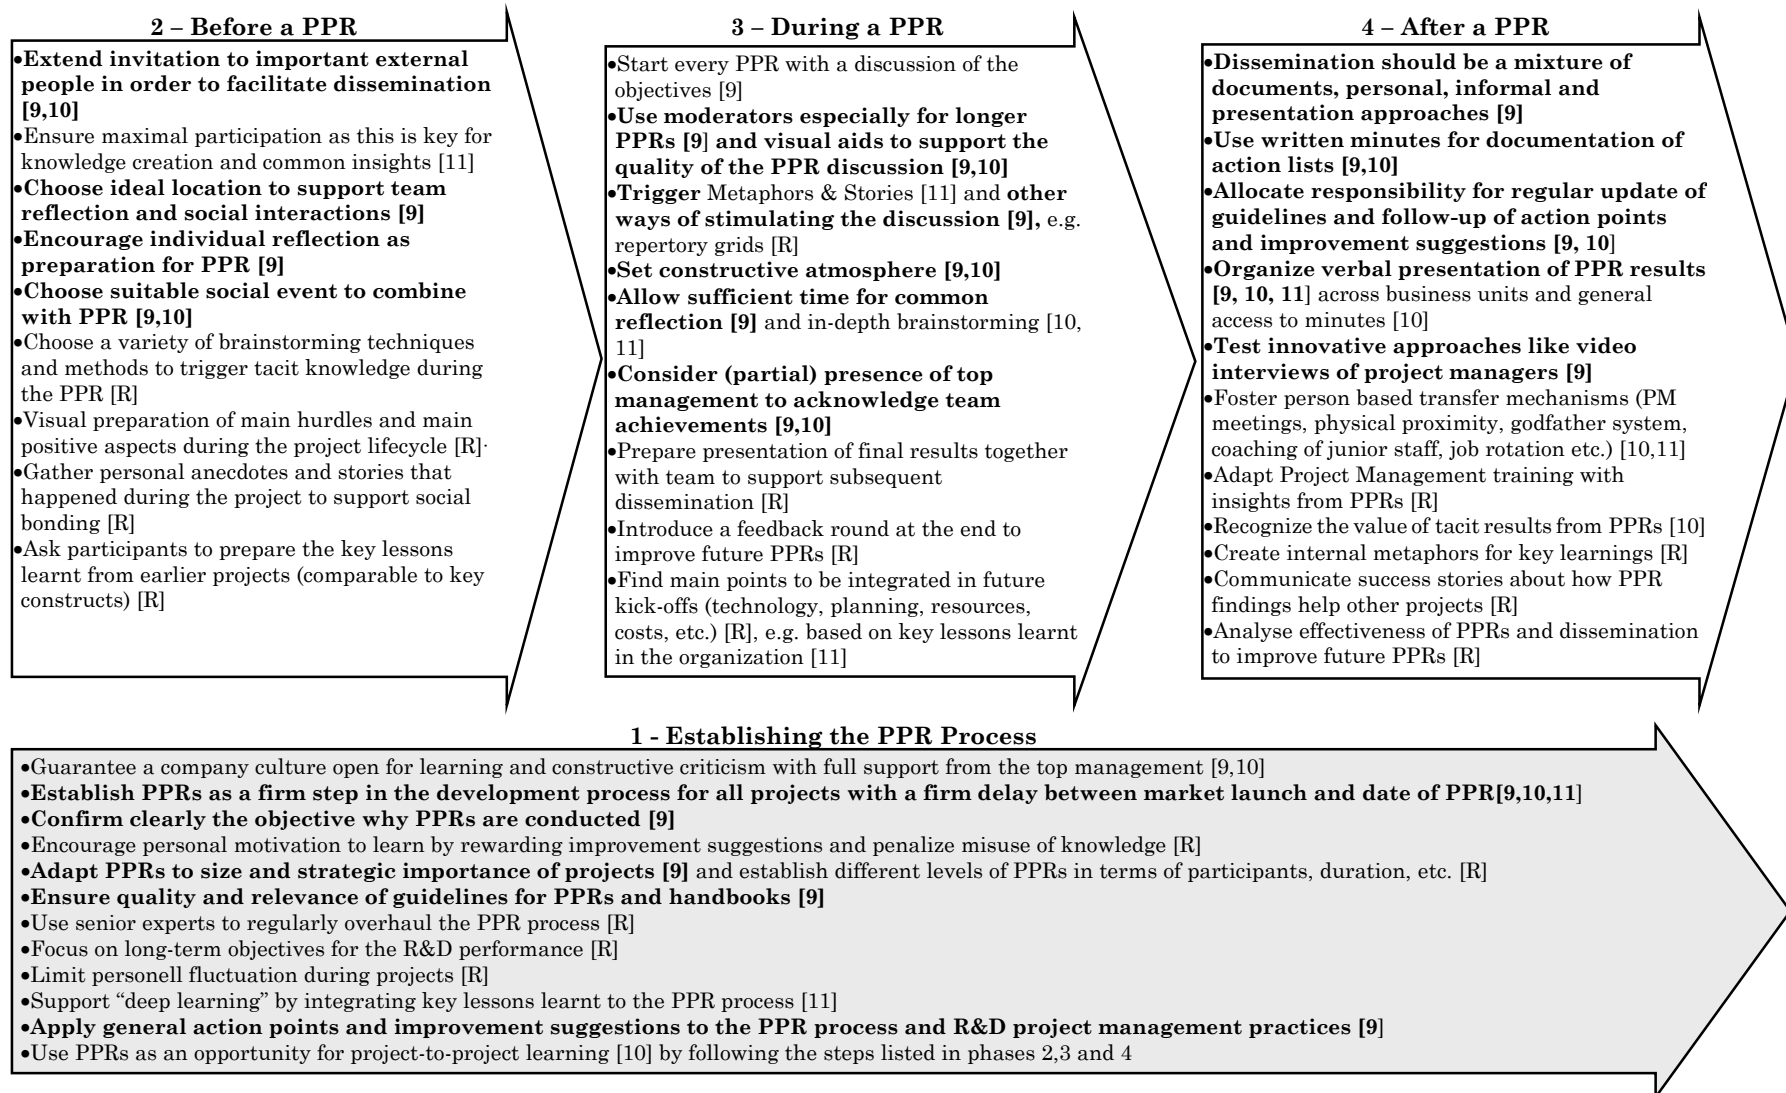 2 – Before a PPR
•Extend invitation to important external
people in order to facilitate dissemination
[9,10]
•Ensure maximal participation as this is key for
knowledge creation and common insights [11]
•Choose ideal location to support team
reflection and social interactions [9]
•Encourage individual reflection as
preparation for PPR [9]
•Choose suitable social event to combine
with PPR [9,10]
•Choose a variety of brainstorming techniques
and methods to trigger tacit knowledge during
the PPR [R]
•Visual preparation of main hurdles and main
positive aspects during the project lifecycle [R]·
•Gather personal anecdotes and stories that
happened during the project to support social
bonding [R]
•Ask participants to prepare the key lessons
learnt from earlier projects (comparable to key
constructs) [R]
3 – During a PPR
•Start every PPR with a discussion of the
objectives [9]
•Use moderators especially for longer
PPRs [9] and visual aids to support the
quality of the PPR discussion [9,10]
•Trigger Metaphors & Stories [11] and other
ways of stimulating the discussion [9], e.g.
repertory grids [R]
•Set constructive atmosphere [9,10]
•Allow sufficient time for common
reflection [9] and in-depth brainstorming [10,
11]
•Consider (partial) presence of top
management to acknowledge team
achievements [9,10]
•Prepare presentation of final results together
with team to support subsequent
dissemination [R]
•Introduce a feedback round at the end to
improve future PPRs [R]
•Find main points to be integrated in future
kick-offs (technology, planning, resources,
costs, etc.) [R], e.g. based on key lessons learnt
in the organization [11]
4 – After a PPR
•Dissemination should be a mixture of
documents, personal, informal and
presentation approaches [9]
•Use written minutes for documentation of
action lists [9,10]
•Allocate responsibility for regular update of
guidelines and follow-up of action points
and improvement suggestions [9, 10]
•Organize verbal presentation of PPR results
[9, 10, 11] across business units and general
access to minutes [10]
•Test innovative approaches like video
interviews of project managers [9]
•Foster person based transfer mechanisms (PM
meetings, physical proximity, godfather system,
coaching of junior staff, job rotation etc.) [10,11]
•Adapt Project Management training with
insights from PPRs [R]
•Recognize the value of tacit results from PPRs [10]
•Create internal metaphors for key learnings [R]
•Communicate success stories about how PPR
findings help other projects [R]
•Analyse effectiveness of PPRs and dissemination
to improve future PPRs [R]
1 - Establishing the PPR Process
•Guarantee a company culture open for learning and constructive criticism with full support from the top management [9,10]
•Establish PPRs as a firm step in the development process for all projects with a firm delay between market launch and date of PPR[9,10,11]
•Confirm clearly the objective why PPRs are conducted [9]
•Encourage personal motivation to learn by rewarding improvement suggestions and penalize misuse of knowledge [R]
•Adapt PPRs to size and strategic importance of projects [9] and establish different levels of PPRs in terms of participants, duration, etc. [R]
•Ensure quality and relevance of guidelines for PPRs and handbooks [9]
•Use senior experts to regularly overhaul the PPR process [R]
•Focus on long-term objectives for the R&D performance [R]
•Limit personell fluctuation during projects [R]
•Support “deep learning” by integrating key lessons learnt to the PPR process [11]
•Apply general action points and improvement suggestions to the PPR process and R&D project management practices [9]
•Use PPRs as an opportunity for project-to-project learning [10] by following the steps listed in phases 2,3 and 4